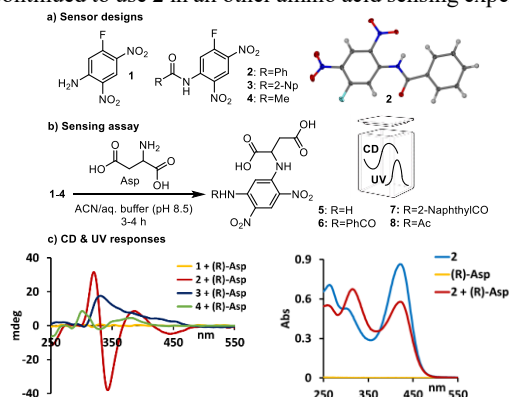 continued to use 2 in all other amino acid sensing expe
a) Sensor designs
F
NO₂
H₂N
NO₂
1
F
O
NO₂
R
N
H
NO₂
2: R=Ph
3: R=2-Np
4: R=Me
2
b) Sensing assay
O
NH₂
HO
O
OH
Asp
1-4
ACN/aq. buffer (pH 8.5)
3-4 h
O
OH
O
HO
NH
RHN
NO₂
O₂N
5: R=H
6: R=PhCO
7: R=2-NaphthylCO
8: R=Ac
CD
UV
c) CD & UV responses
40
20
0
-20
-40
mdeg
250
350
450
550
nm
1 + (R)-Asp
2 + (R)-Asp
3 + (R)-Asp
4 + (R)-Asp
0.9
0.6
0.3
0
Abs
250
350
450
550
nm
2
(R)-Asp
2 + (R)-Asp